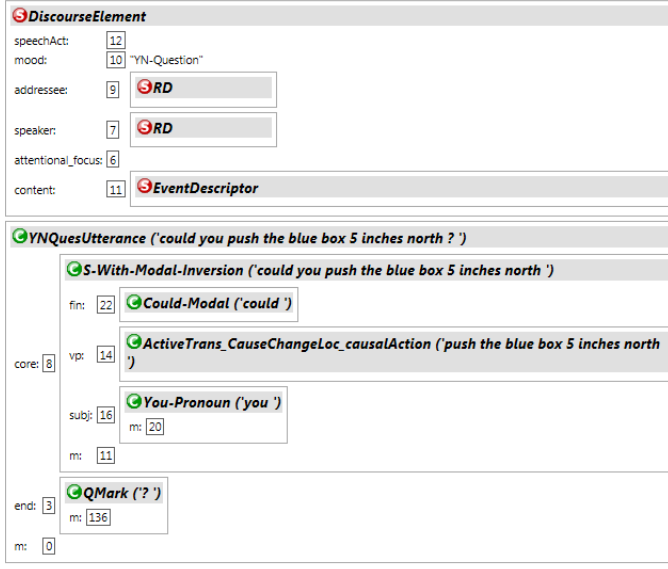 S DiscourseElement
speechAct: 12
mood: 10 "YN-Question"
addressee: 9 S RD
speaker: 7 S RD
attentional_focus: 6
content: 11 S EventDescriptor
C YNQuesUtterance ('could you push the blue box 5 inches north ? ')
C S-With-Modal-Inversion ('could you push the blue box 5 inches north ')
fin: 22 C Could-Modal ('could ')
core: 8
vp: 14 C ActiveTrans_CauseChangeLoc_causalAction ('push the blue box 5 inches north
')
subj: 16 C You-Pronoun ('you ')
m: 20
m: 11
end: 3 C QMark ('? ')
m: 136
m: 0